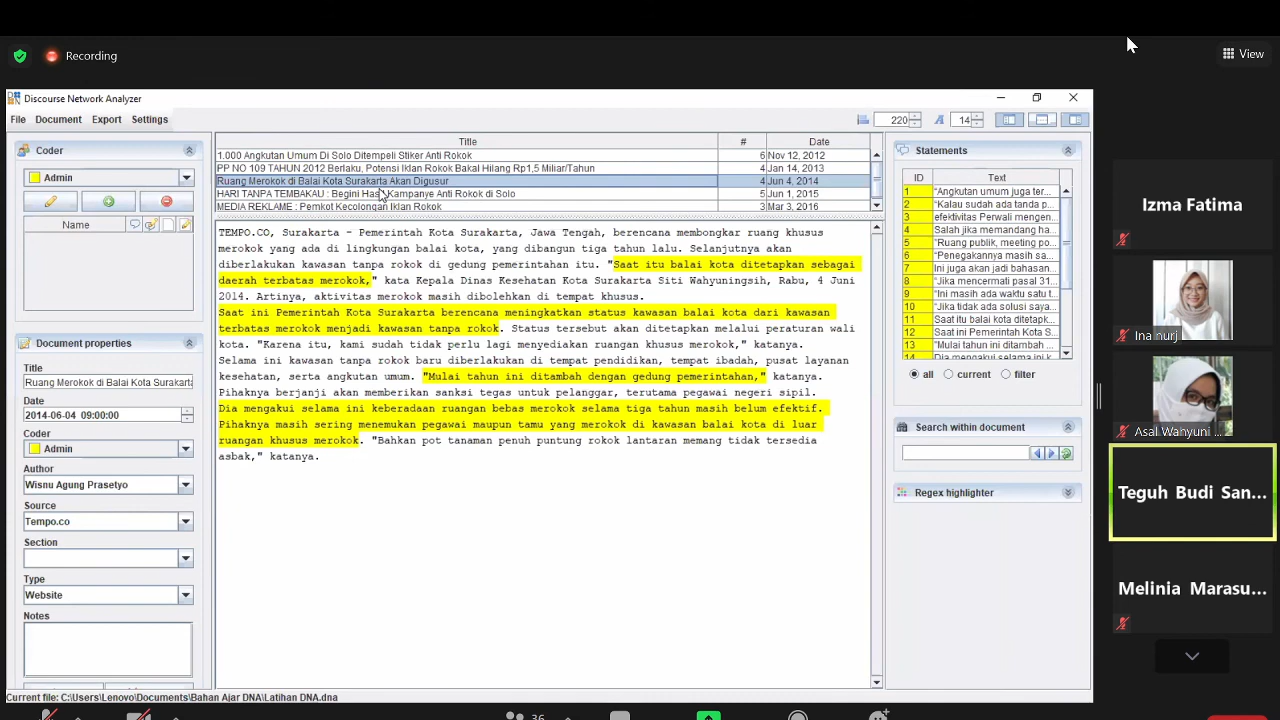 Recording
View
Discourse Network Analyzer
File Document Export Settings
220
14
Coder
Admin
Name
Document properties
Title
Ruang Merokok di Balai Kota Surakarta
Date
2014-06-04 09:00:00
Coder
Admin
Author
Wisnu Agung Prasetyo
Source
Tempo.co
Section
Type
Website
Notes
Title # Date
1.000 Angkutan Umum Di Solo Ditempeli Stiker Anti Rokok 6 Nov 12, 2012
PP NO 109 TAHUN 2012 Berlaku, Potensi Iklan Rokok Bakal Hilang Rp1,5 Miliar/Tahun 4 Jan 14, 2013
Ruang Merokok di Balai Kota Surakarta Akan Digusur 4 Jun 4, 2014
HARI TANPA TEMBAKAU : Begini Hasil Kampanye Anti Rokok di Solo 5 Jun 1, 2015
MEDIA REKLAME : Pemkot Kecolongan Iklan Rokok 3 Mar 3, 2016
TEMPO.CO, Surakarta - Pemerintah Kota Surakarta, Jawa Tengah, berencana membongkar ruang khusus
merokok yang ada di lingkungan balai kota, yang dibangun tiga tahun lalu. Selanjutnya akan
diberlakukan kawasan tanpa rokok di gedung pemerintahan itu. "Saat itu balai kota ditetapkan sebagai
daerah terbatas merokok," kata Kepala Dinas Kesehatan Kota Surakarta Siti Wahyuningsih, Rabu, 4 Juni
2014. Artinya, aktivitas merokok masih dibolehkan di tempat khusus.
Saat ini Pemerintah Kota Surakarta berencana meningkatkan status kawasan balai kota dari kawasan
terbatas merokok menjadi kawasan tanpa rokok. Status tersebut akan ditetapkan melalui peraturan wali
kota. "Karena itu, kami sudah tidak perlu lagi menyediakan ruangan khusus merokok," katanya.
Selama ini kawasan tanpa rokok baru diberlakukan di tempat pendidikan, tempat ibadah, pusat layanan
kesehatan, serta angkutan umum. "Mulai tahun ini ditambah dengan gedung pemerintahan," katanya.
Pihaknya berjanji akan memberikan sanksi tegas untuk pelanggar, terutama pegawai negeri sipil.
Dia mengakui selama ini keberadaan ruangan bebas merokok selama tiga tahun masih belum efektif.
Pihaknya masih sering menemukan pegawai maupun tamu yang merokok di kawasan balai kota di luar
ruangan khusus merokok. "Bahkan pot tanaman penuh puntung rokok lantaran memang tidak tersedia
asbak," katanya.
Statements
ID Text
1 "Angkutan umum juga ter...
2 "Kalau sudah ada tanda p...
3 efektivitas Perwali mengen...
4 Salah jika memandang ha...
5 "Ruang publik, meeting po...
6 "Penegakannya dilakukan...
7 Ini juga akan jadi bahasan...
8 "Jika mencermati pasal 31...
9 "Ini masih ada waktu satu t...
10 "Jika tidak ada solusi saya...
11 Saat itu balai kota ditetapk...
12 Saat ini Pemerintah Kota S...
13 "Mulai tahun ini ditambah ...
14 Dia mengakui selama ini k...
all current filter
Search within document
Regex highlighter
Current file: C:\Users\Lenovo\Documents\Bahan Ajar DNA\Latihan DNA.dna
Izma Fatima
Ina nurj
Asal Wahyuni ...
Teguh Budi San...
Melinia Marasu...
36